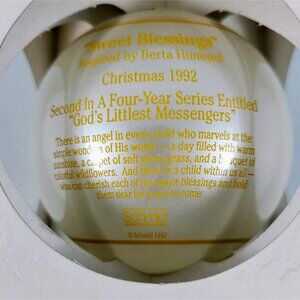 "Sweet Blessings"
Inspired by Berta Hummel
Christmas 1992
Second In A Four-Year Series Entitled
"God's Littlest Messengers"
There is an angel in every child who marvels at the
simple wonders of His world — a day filled with warm
sunshine, a carpet of soft green grass, and a bouquet of
colorful wildflowers. And there is a child within us all —
who can cherish each of his sweet blessings and hold
them dear for years to come.
Schmid
© Schmid 1992